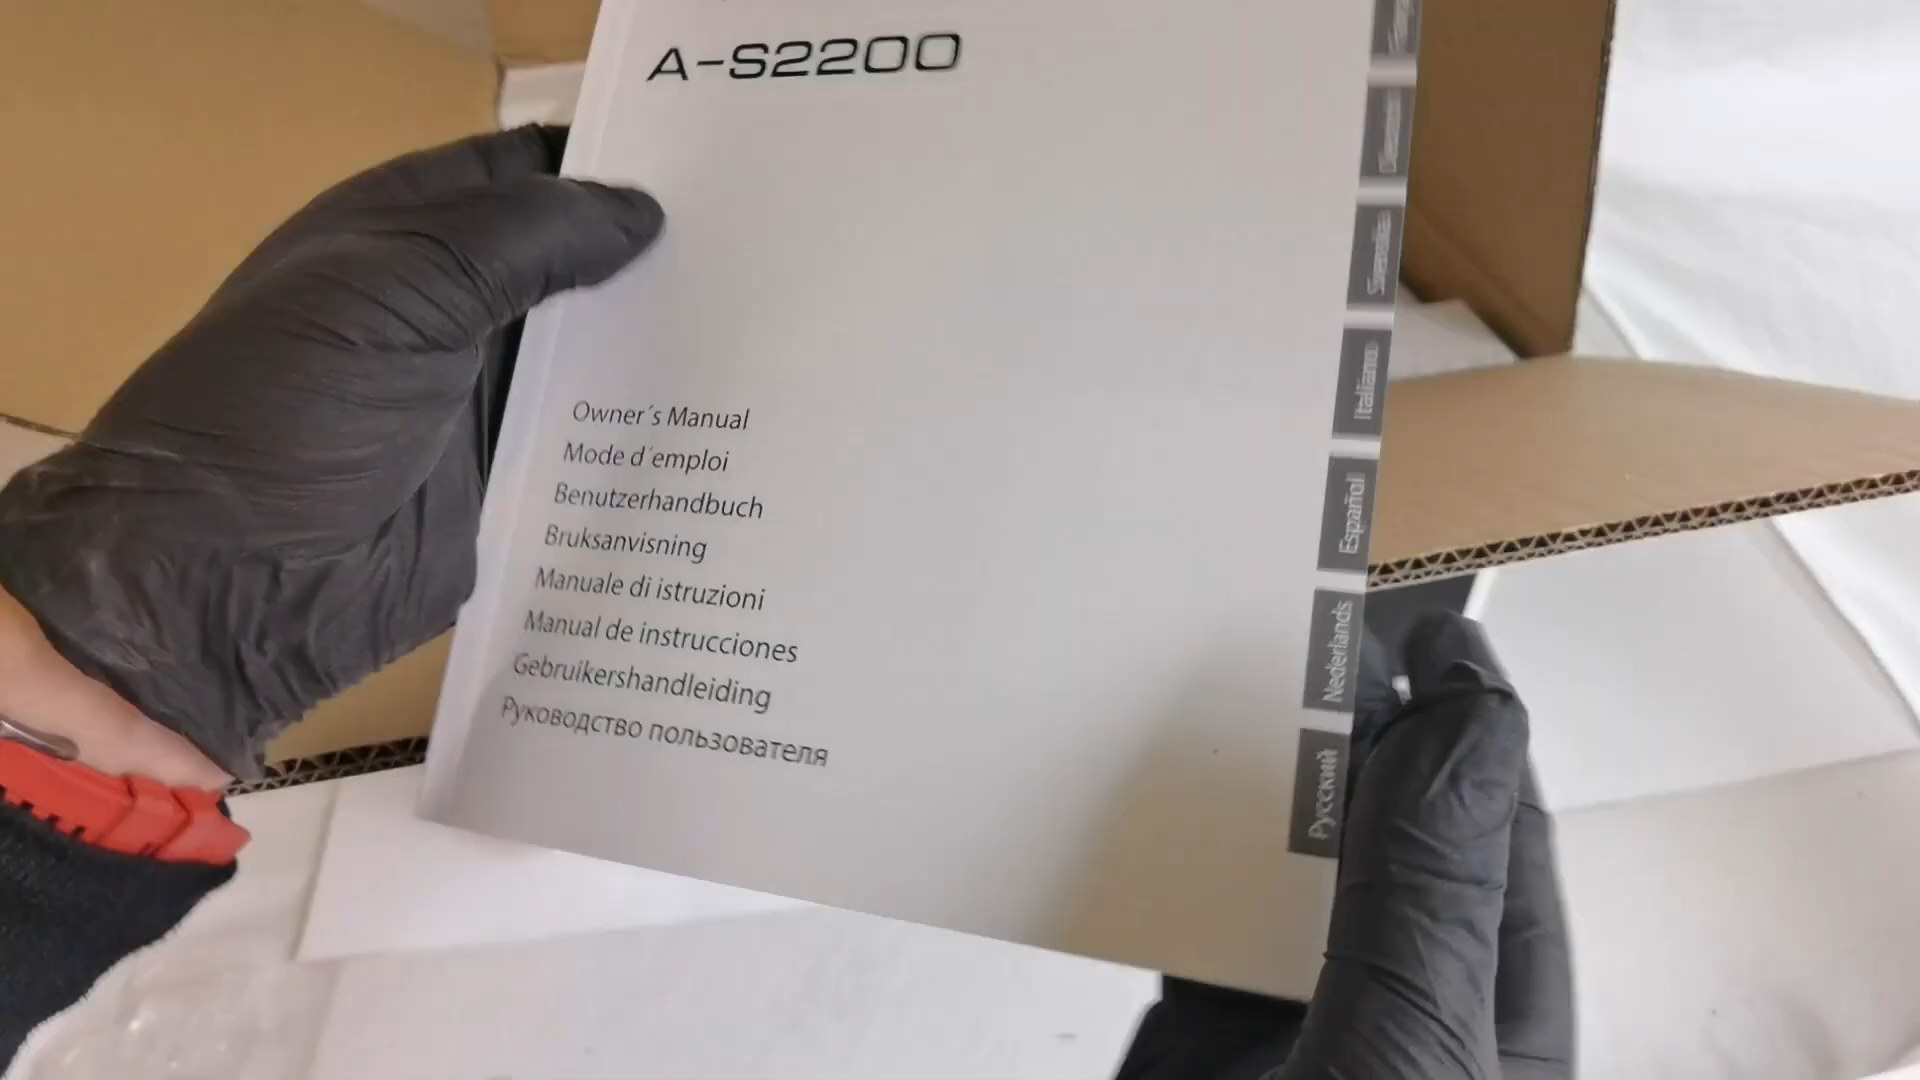 A-S2200
Owner´s Manual
Mode d´emploi
Benutzerhandbuch
Bruksanvisning
Manuale di istruzioni
Manual de instrucciones
Gebruikershandleiding
Руководство пользователя
Svenska
Italiano
Español
Nederlands
Русский